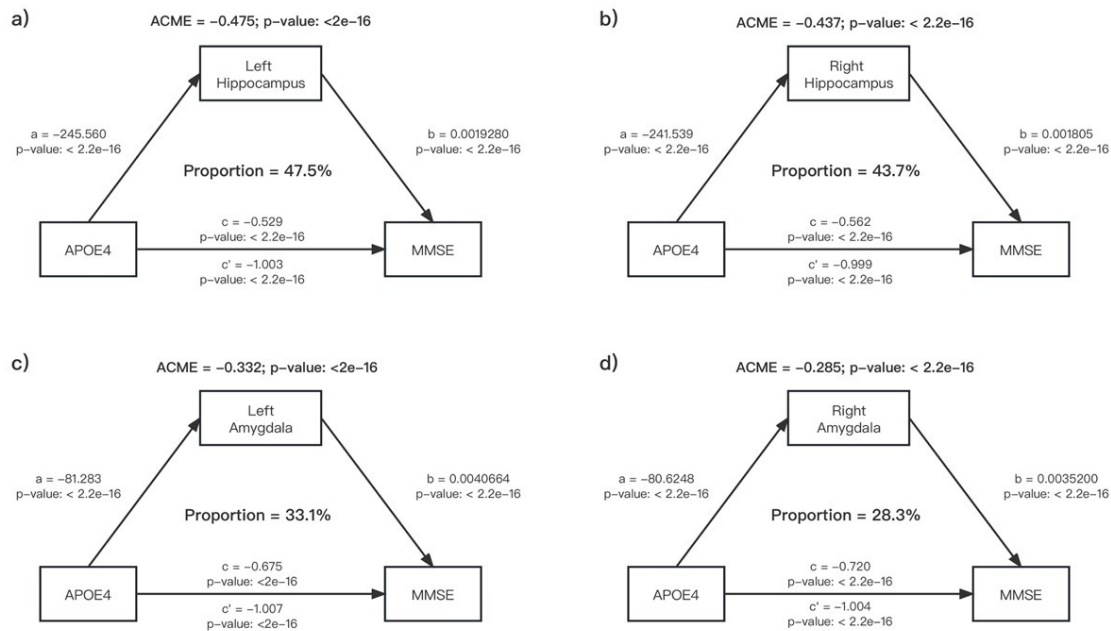 a)
ACME = −0.475; p-value: <2e-16
Left
Hippocampus
a = −245.560
p-value: < 2.2e-16
b = 0.0019280
p-value: < 2.2e-16
Proportion = 47.5%
APOE4
c = −0.529
p-value: < 2.2e-16
c' = −1.003
p-value: < 2.2e-16
MMSE
b)
ACME = −0.437; p-value: < 2.2e-16
Right
Hippocampus
a = −241.539
p-value: < 2.2e-16
b = 0.001805
p-value: < 2.2e-16
Proportion = 43.7%
APOE4
c = −0.562
p-value: < 2.2e-16
c' = −0.999
p-value: < 2.2e-16
MMSE
c)
ACME = −0.332; p-value: <2e-16
Left
Amygdala
a = −81.283
p-value: < 2.2e-16
b = 0.0040664
p-value: < 2.2e-16
Proportion = 33.1%
APOE4
c = −0.675
p-value: <2e-16
c' = −1.007
p-value: <2e-16
MMSE
d)
ACME = −0.285; p-value: < 2.2e-16
Right
Amygdala
a = −80.6248
p-value: < 2.2e-16
b = 0.0035200
p-value: < 2.2e-16
Proportion = 28.3%
APOE4
c = −0.720
p-value: < 2.2e-16
c' = −1.004
p-value: < 2.2e-16
MMSE